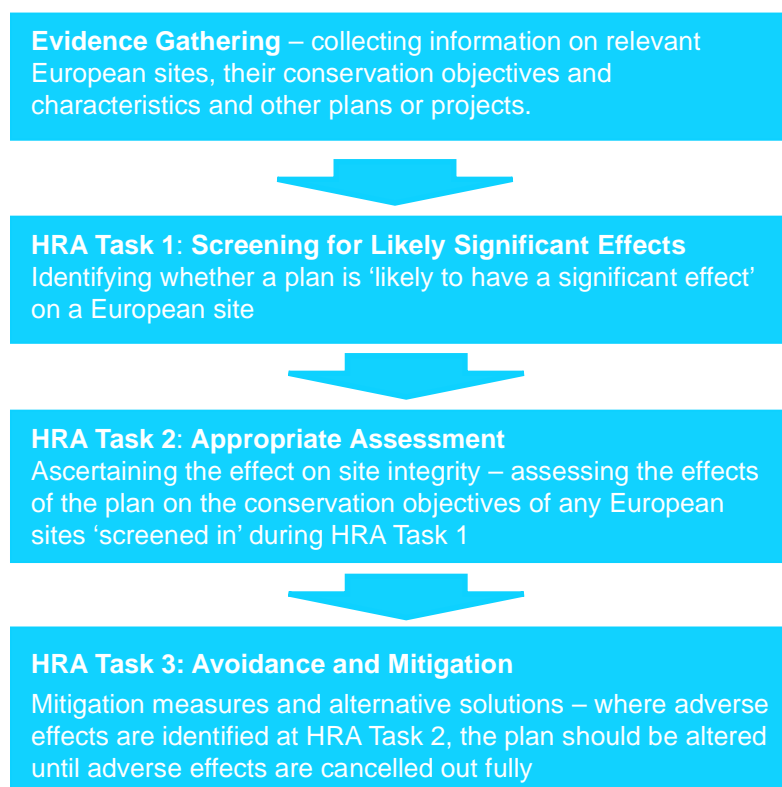 Evidence Gathering – collecting information on relevant
European sites, their conservation objectives and
characteristics and other plans or projects.
HRA Task 1: Screening for Likely Significant Effects
Identifying whether a plan is ‘likely to have a significant effect’
on a European site
HRA Task 2: Appropriate Assessment
Ascertaining the effect on site integrity – assessing the effects
of the plan on the conservation objectives of any European
sites ‘screened in’ during HRA Task 1
HRA Task 3: Avoidance and Mitigation
Mitigation measures and alternative solutions – where adverse
effects are identified at HRA Task 2, the plan should be altered
until adverse effects are cancelled out fully